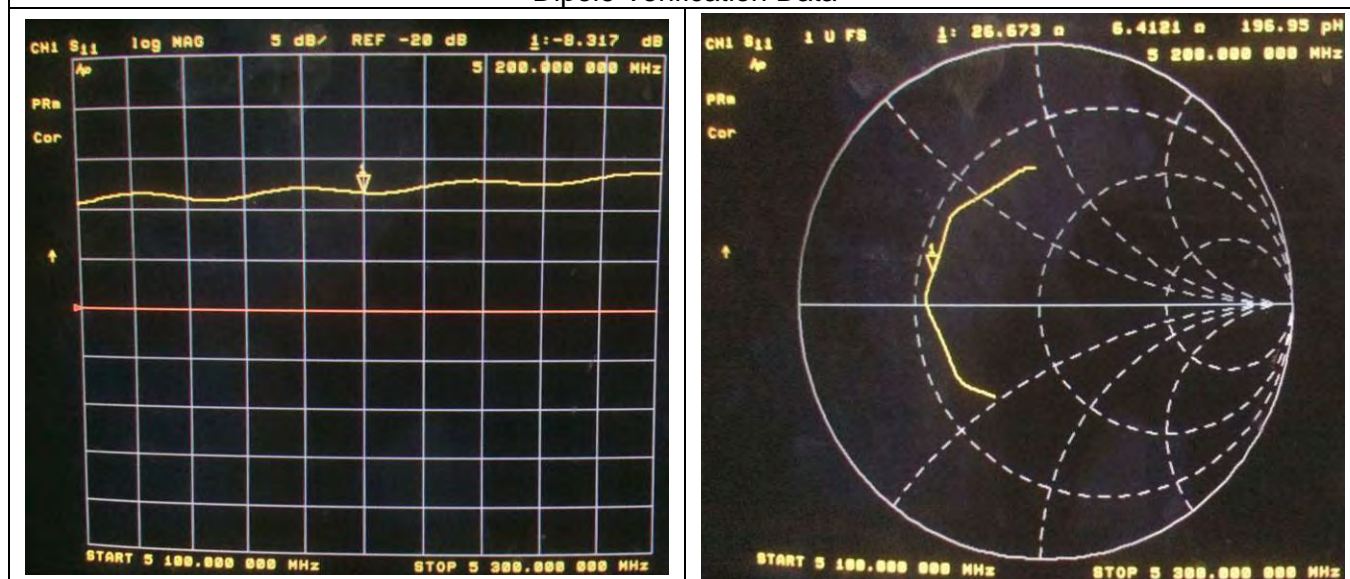 Dipole Verification Data
CH1 S11 log MAG 5 dB/ REF -20 dB 1:-8.317 dB
5 200.000 000 MHz
PRm
Cor
1
START 5 100.000 000 MHz STOP 5 300.000 000 MHz
CH1 S11 1 U FS 1: 26.673 Ω 6.4121 Ω 196.95 pH
5 200.000 000 MHz
PRm
Cor
1
START 5 100.000 000 MHz STOP 5 300.000 000 MHz